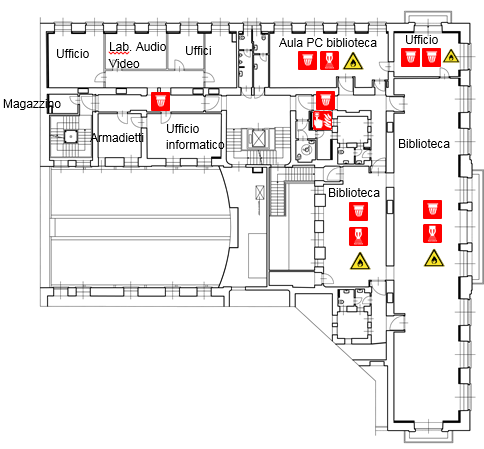 Ufficio
Lab. Audio
Video
Uffici
Aula PC biblioteca
Ufficio
Magazzino
Armadietti
Ufficio
informatico
Biblioteca
Biblioteca